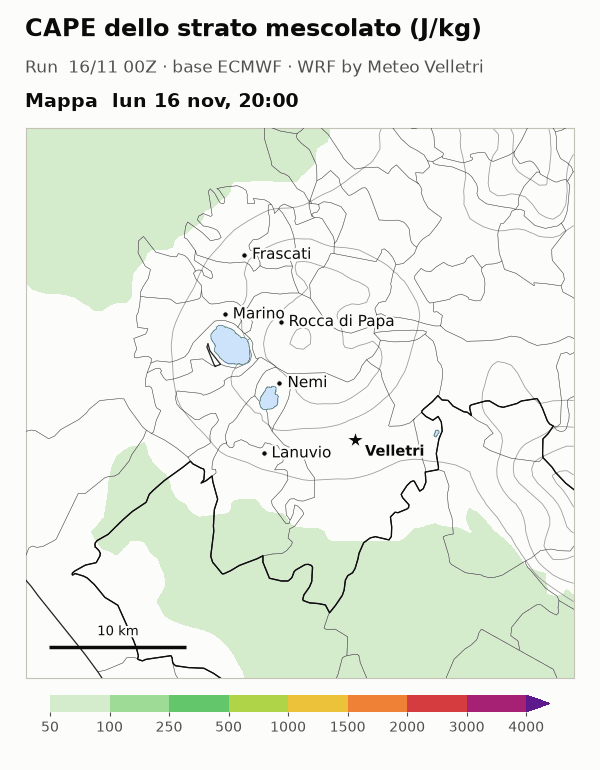 CAPE dello strato mescolato (J/kg)
Run  16/11 00Z · base ECMWF · WRF by Meteo Velletri
Mappa  lun 16 nov, 20:00
Frascati
Marino
Rocca di Papa
Nemi
Velletri
Lanuvio
10 km
50 100 250 500 1000 1500 2000 3000 4000